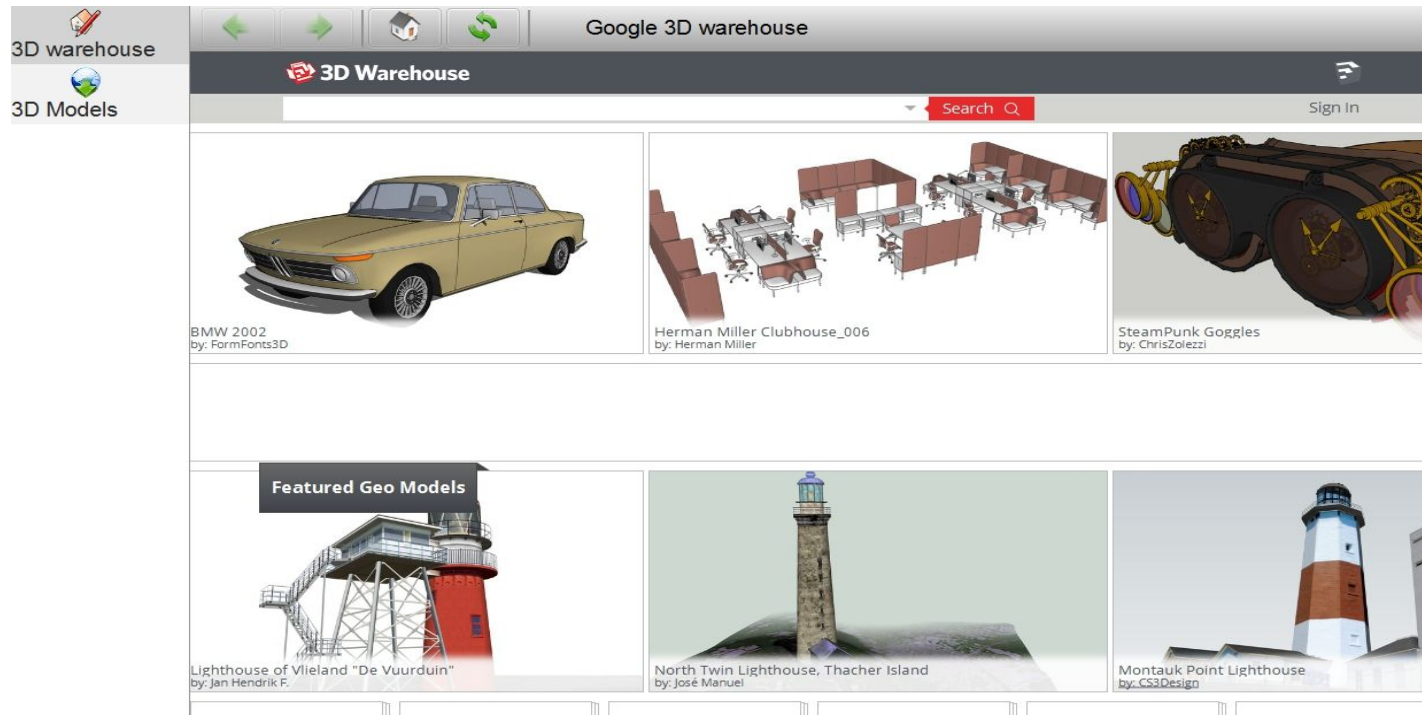 3D warehouse
3D Models
Google 3D warehouse
3D Warehouse
Search
Sign In
BMW 2002
by: FormFonts3D
Herman Miller Clubhouse_006
by: Herman Miller
SteamPunk Goggles
by: ChrisZolezzi
Featured Geo Models
Lighthouse of Vlieland "De Vuurduin"
by: Jan Hendrik F.
North Twin Lighthouse, Thacher Island
by: José Manuel
Montauk Point Lighthouse
by: CS3Design